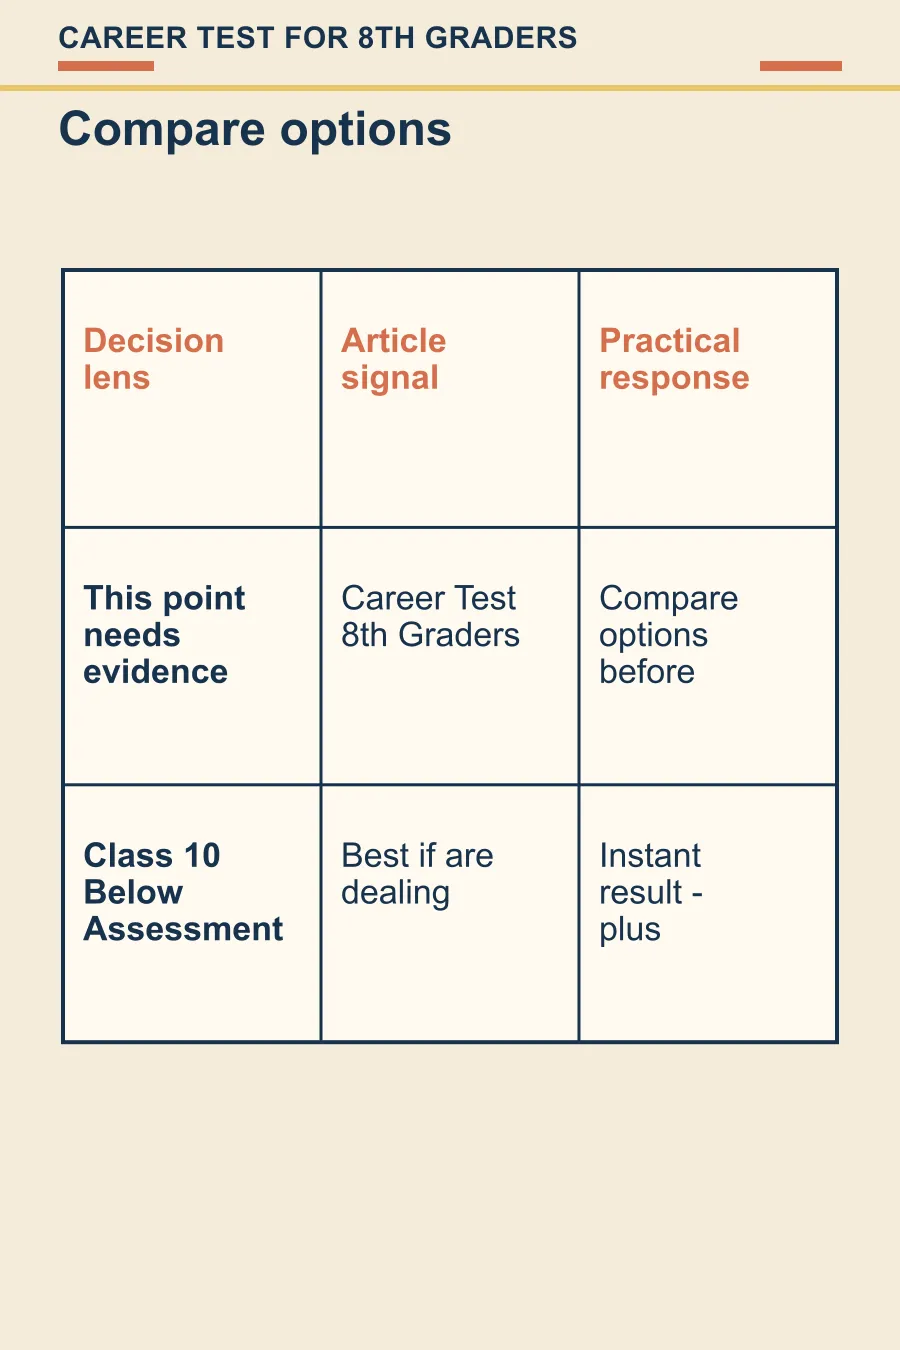 CAREER TEST FOR 8TH GRADERS
Compare options
Decision
lens
Article
signal
Practical
response
This point
needs
evidence
Career Test
8th Graders
Compare
options
before
Class 10
Below
Assessment
Best if are
dealing
Instant
result -
plus